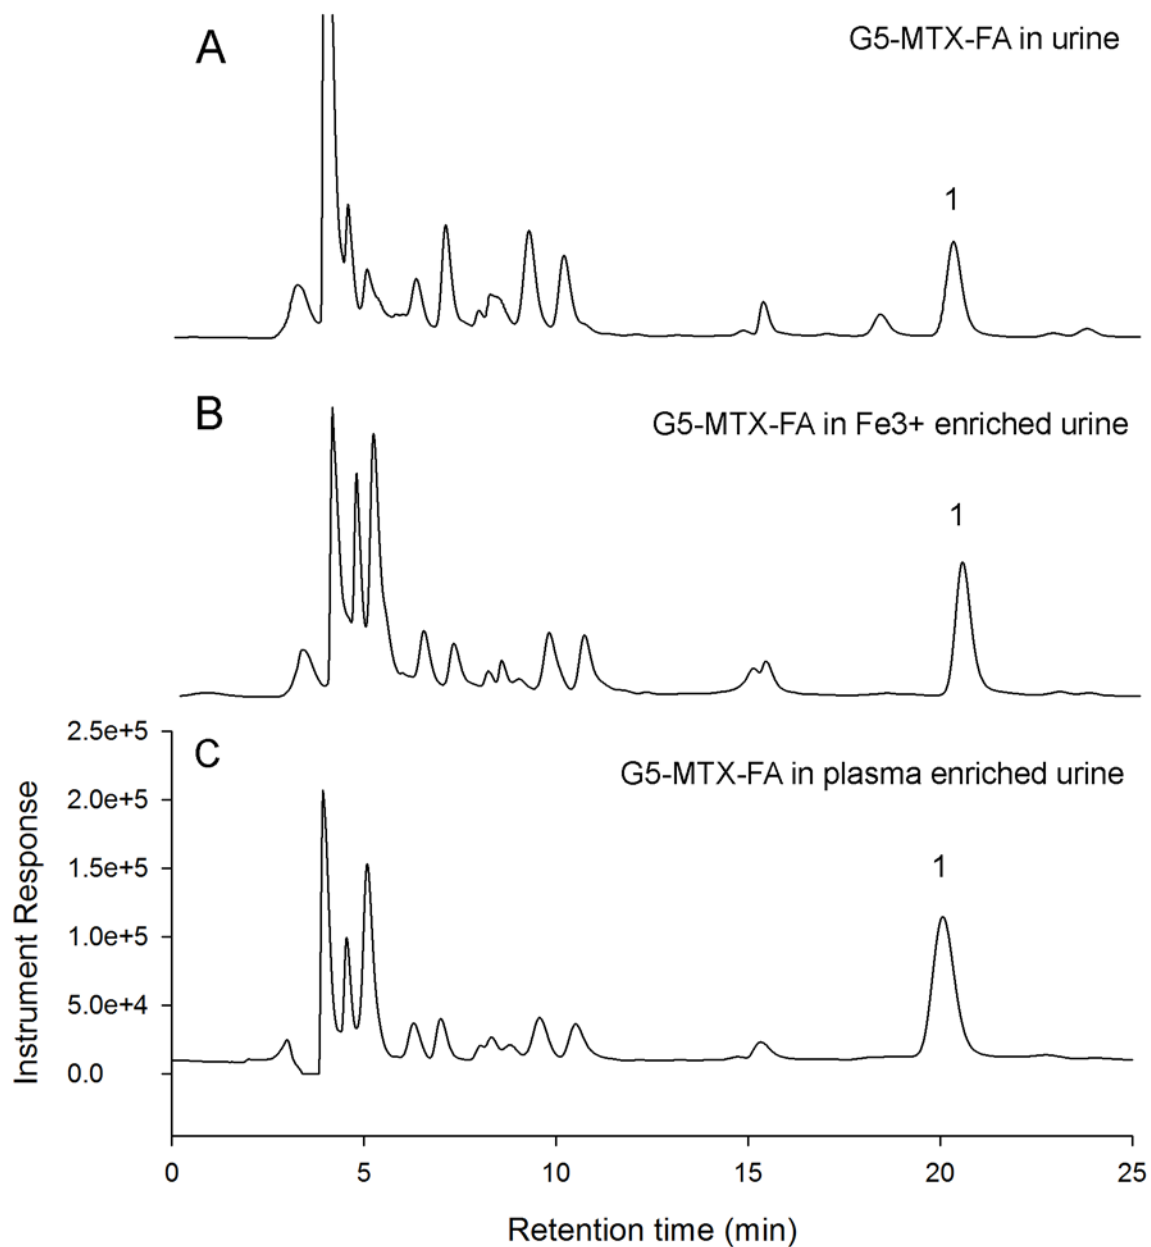 A
G5-MTX-FA in urine
1
B
G5-MTX-FA in Fe3+ enriched urine
1
C
G5-MTX-FA in plasma enriched urine
1
Instrument Response
2.5e+5
2.0e+5
1.5e+5
1.0e+5
5.0e+4
0.0
0 5 10 15 20 25
Retention time (min)